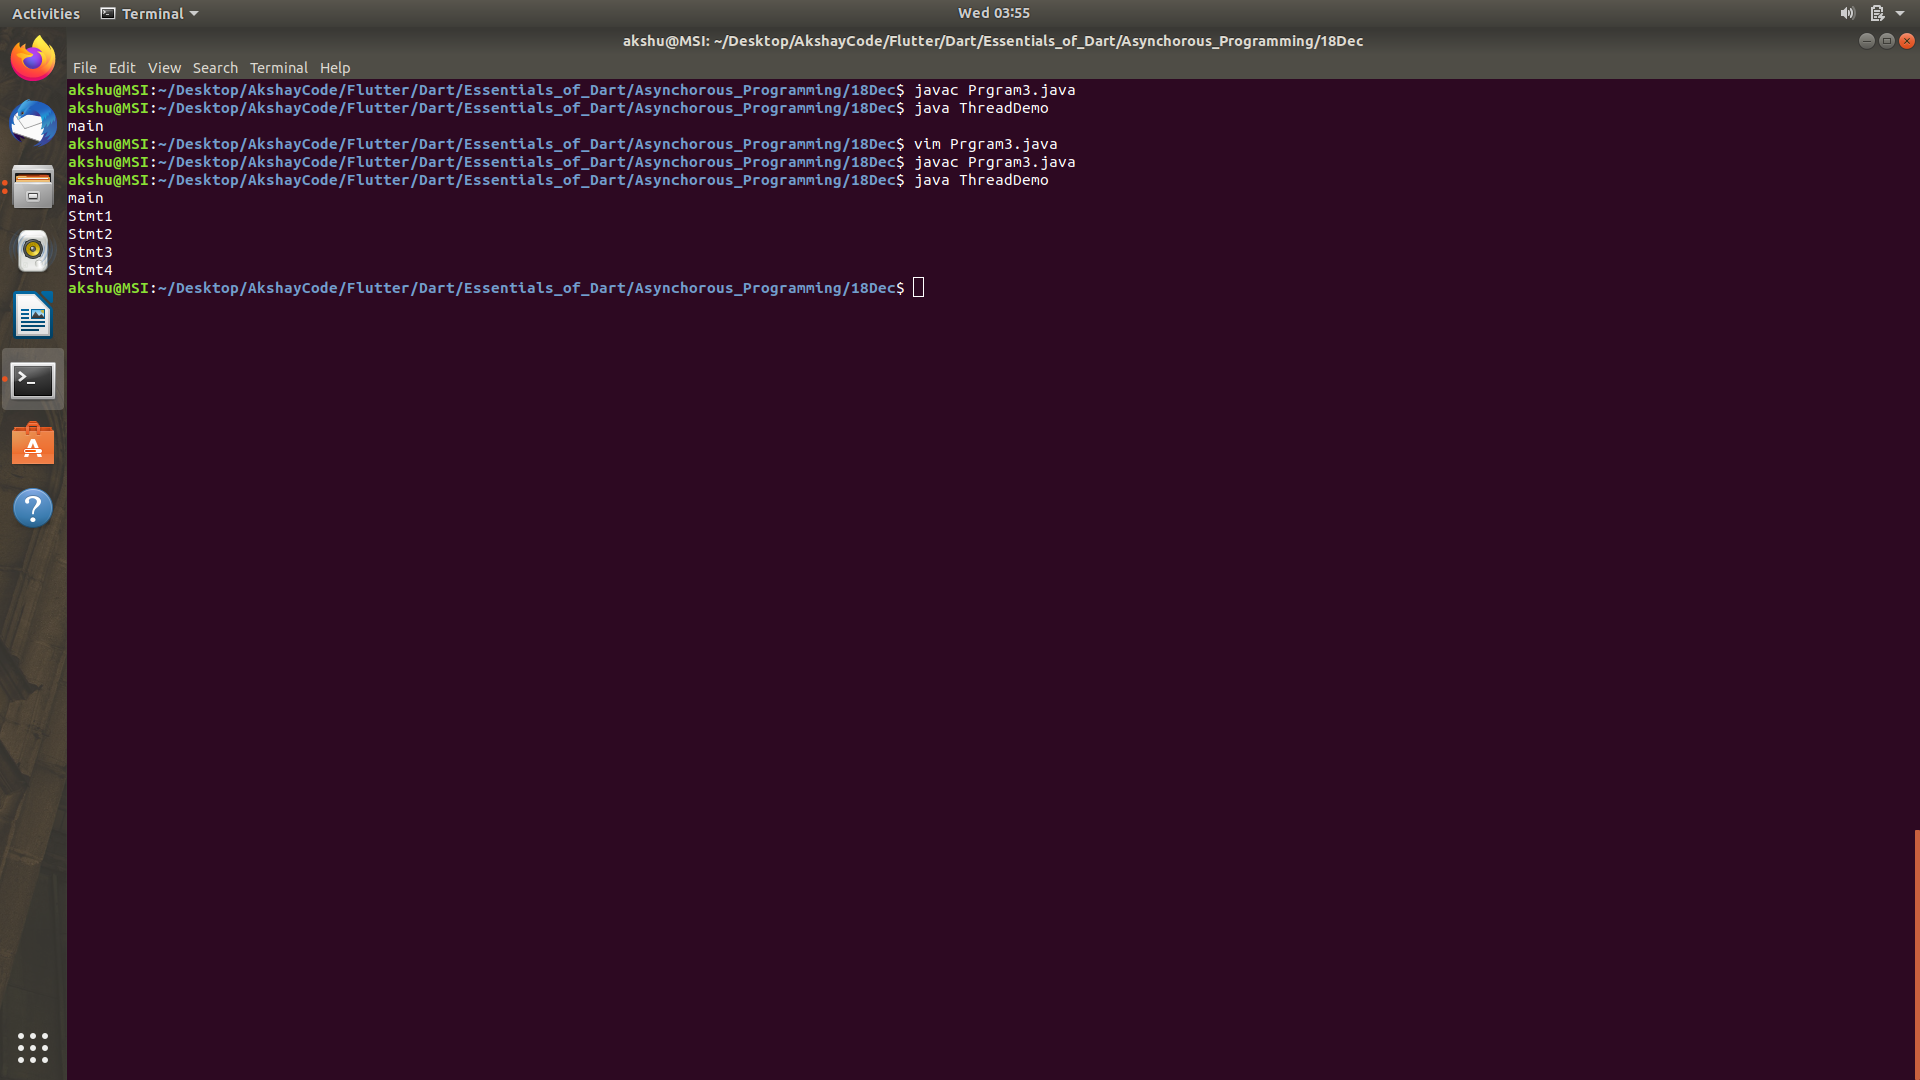 Activities Terminal Wed 03:55
akshu@MSI: ~/Desktop/AkshayCode/Flutter/Dart/Essentials_of_Dart/Asynchorous_Programming/18Dec
File Edit View Search Terminal Help
akshu@MSI:~/Desktop/AkshayCode/Flutter/Dart/Essentials_of_Dart/Asynchorous_Programming/18Dec$ javac Prgram3.java
akshu@MSI:~/Desktop/AkshayCode/Flutter/Dart/Essentials_of_Dart/Asynchorous_Programming/18Dec$ java ThreadDemo
main
akshu@MSI:~/Desktop/AkshayCode/Flutter/Dart/Essentials_of_Dart/Asynchorous_Programming/18Dec$ vim Prgram3.java
akshu@MSI:~/Desktop/AkshayCode/Flutter/Dart/Essentials_of_Dart/Asynchorous_Programming/18Dec$ javac Prgram3.java
akshu@MSI:~/Desktop/AkshayCode/Flutter/Dart/Essentials_of_Dart/Asynchorous_Programming/18Dec$ java ThreadDemo
main
Stmt1
Stmt2
Stmt3
Stmt4
akshu@MSI:~/Desktop/AkshayCode/Flutter/Dart/Essentials_of_Dart/Asynchorous_Programming/18Dec$